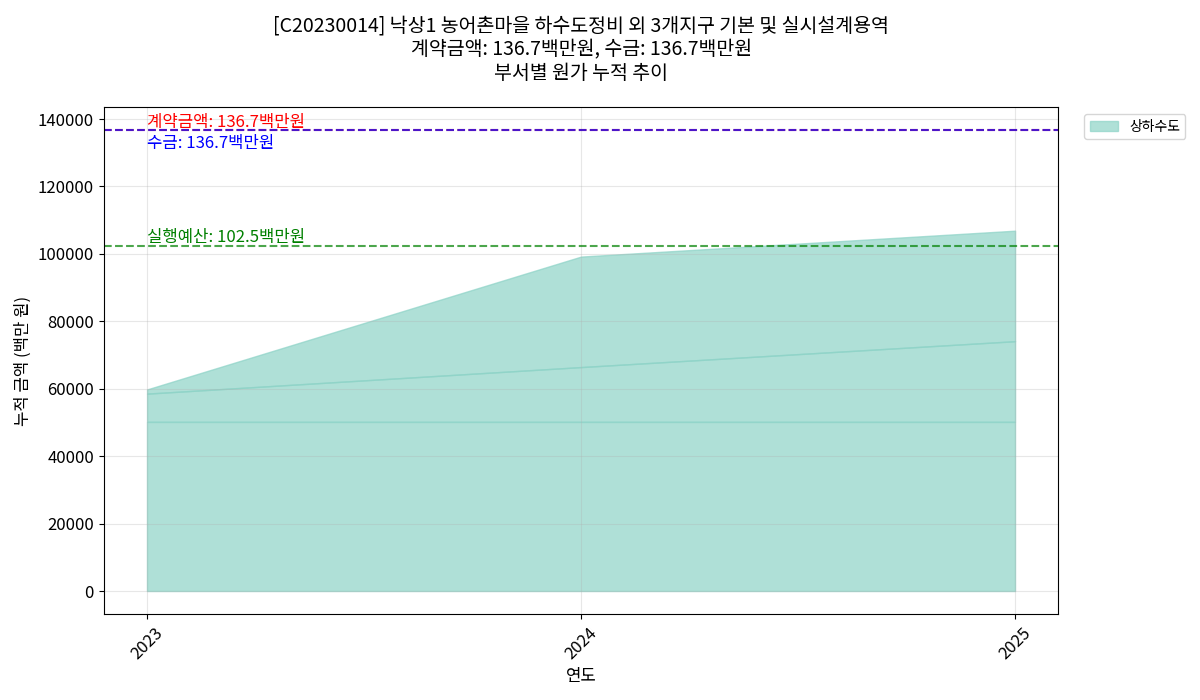 [C20230014] 낙상1 농어촌마을 하수도정비 외 3개지구 기본 및 실시설계용역
계약금액: 136.7백만원, 수금: 136.7백만원
부서별 원가 누적 추이
140000
120000
100000
80000
60000
40000
20000
0
누적 금액 (백만 원)
계약금액: 136.7백만원
수금: 136.7백만원
실행예산: 102.5백만원
상하수도
2023
2024
2025
연도